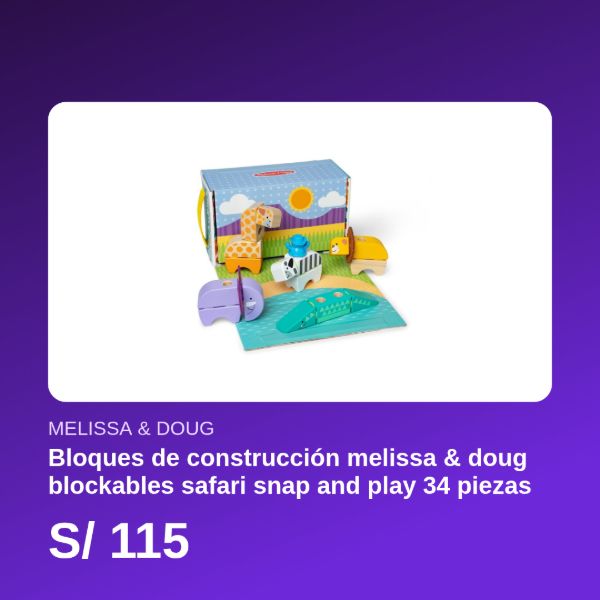 MELISSA & DOUG
Bloques de construcción melissa & doug
blockables safari snap and play 34 piezas
S/ 115